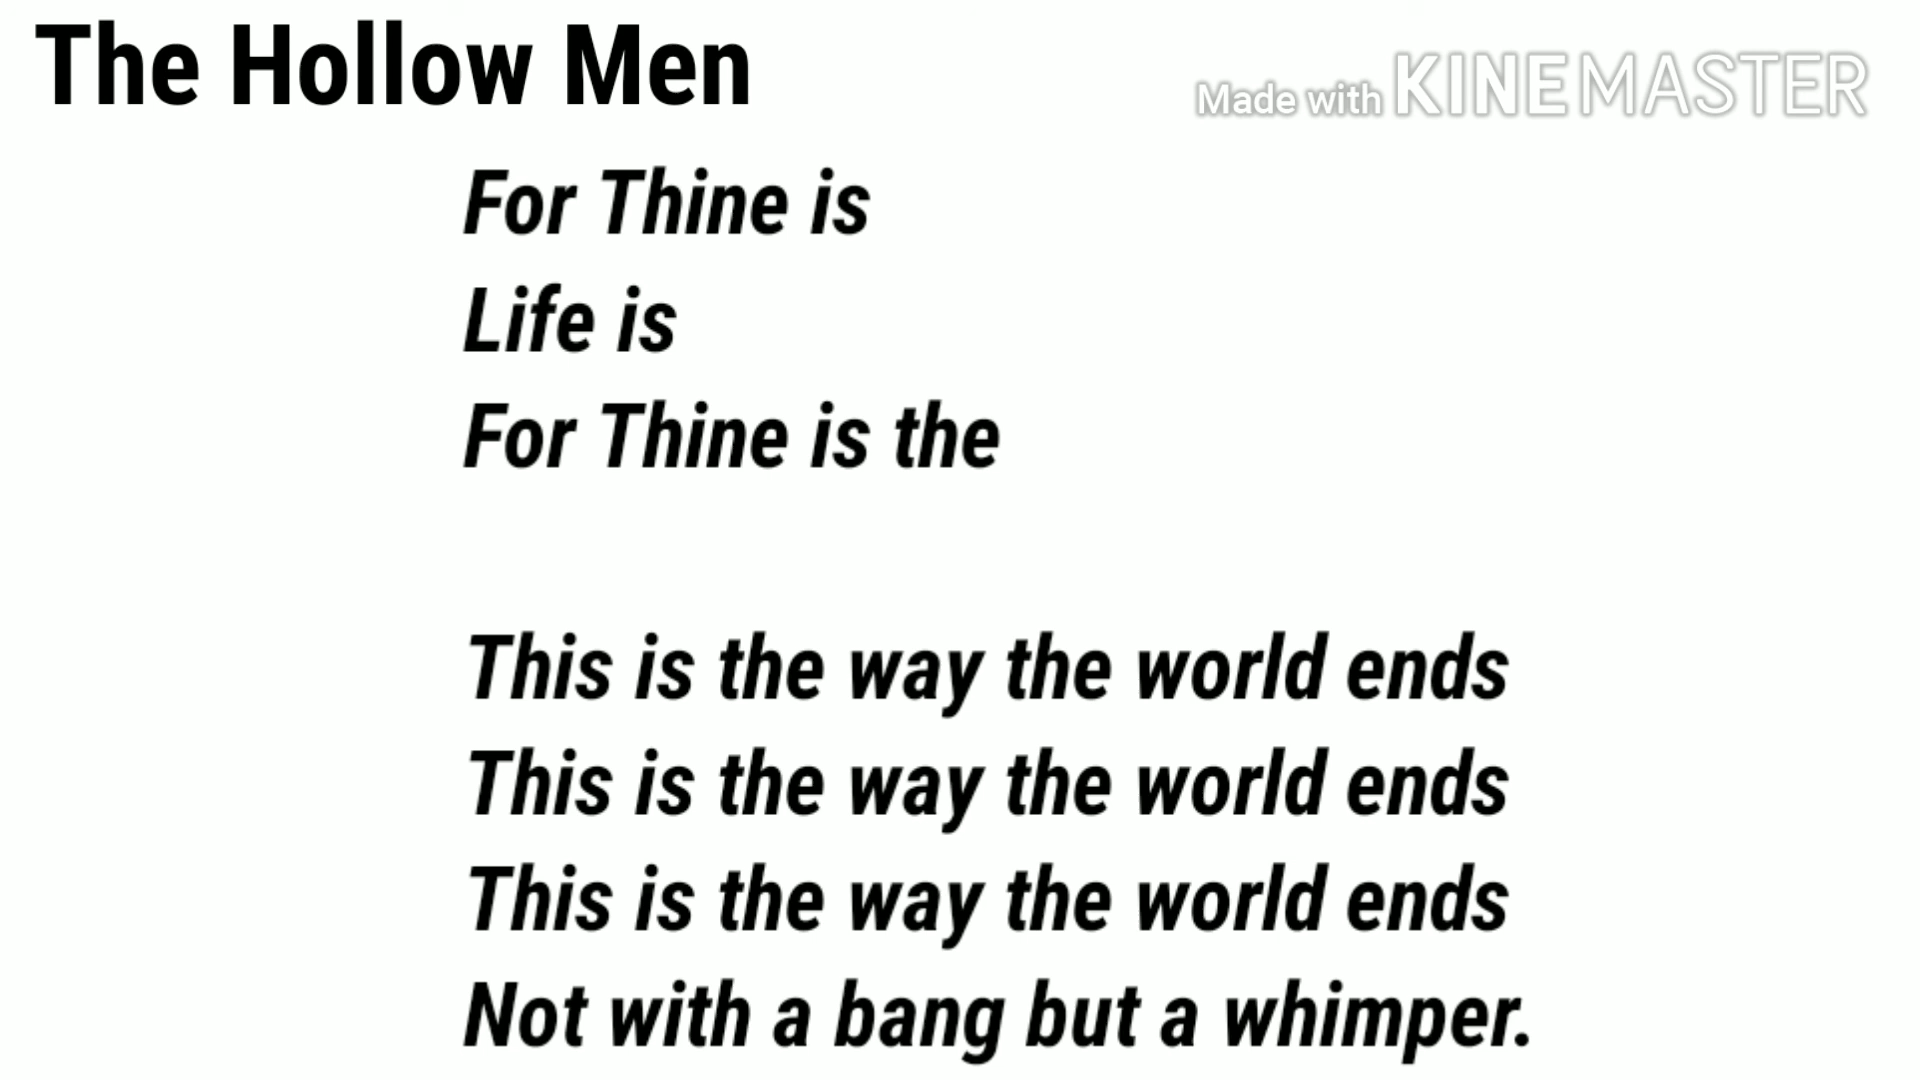 The Hollow Men
Made with KINEMASTER
For Thine is
Life is
For Thine is the
This is the way the world ends
This is the way the world ends
This is the way the world ends
Not with a bang but a whimper.